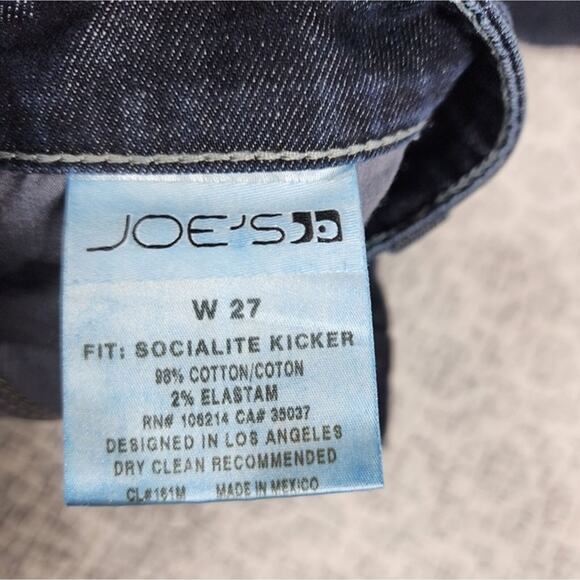 JOE'S
W 27
FIT: SOCIALITE KICKER
98% COTTON/COTON
2% ELASTAM
RN# 106214 CA# 35037
DESIGNED IN LOS ANGELES
DRY CLEAN RECOMMENDED
CL#161M MADE IN MEXICO